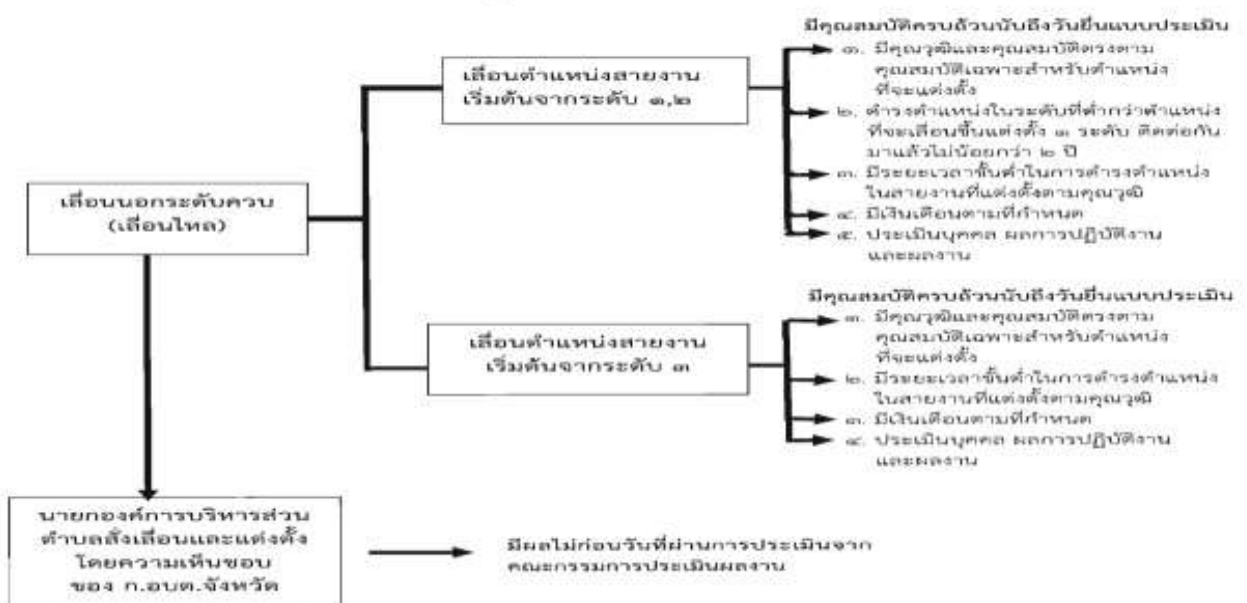 มีคุณสมบัติครบถ้วนนับถึงวันยื่นแบบประเมิน
เลื่อนตำแหน่งสายงาน
เริ่มต้นจากระดับ ๑,๒
๑. มีคุณวุฒิและคุณสมบัติตรงตาม
คุณสมบัติเฉพาะสำหรับตำแหน่ง
ที่จะแต่งตั้ง
๒. ดำรงตำแหน่งในระดับที่ต่ำกว่าตำแหน่ง
ที่จะเลื่อนขึ้นแต่งตั้ง ๑ ระดับ ติดต่อกัน
มาแล้วไม่น้อยกว่า ๒ ปี
๓. มีระยะเวลาขั้นต่ำในการดำรงตำแหน่ง
ในสายงานที่แต่งตั้งตามคุณวุฒิ
๔. มีเงินเดือนตามที่กำหนด
๕. ประเมินบุคคล ผลการปฏิบัติงาน
และผลงาน
เลื่อนนอกระดับควบ
(เลื่อนไหล)
มีคุณสมบัติครบถ้วนนับถึงวันยื่นแบบประเมิน
เลื่อนตำแหน่งสายงาน
เริ่มต้นจากระดับ ๓
๑. มีคุณวุฒิและคุณสมบัติตรงตาม
คุณสมบัติเฉพาะสำหรับตำแหน่ง
ที่จะแต่งตั้ง
๒. มีระยะเวลาขั้นต่ำในการดำรงตำแหน่ง
ในสายงานที่แต่งตั้งตามคุณวุฒิ
๓. มีเงินเดือนตามที่กำหนด
๔. ประเมินบุคคล ผลการปฏิบัติงาน
และผลงาน
นายกองค์การบริหารส่วน
ตำบลสั่งเลื่อนและแต่งตั้ง
โดยความเห็นชอบ
ของ ก.อบต.จังหวัด
มีผลไม่ก่อนวันที่ผ่านการประเมินจาก
คณะกรรมการประเมินผลงาน